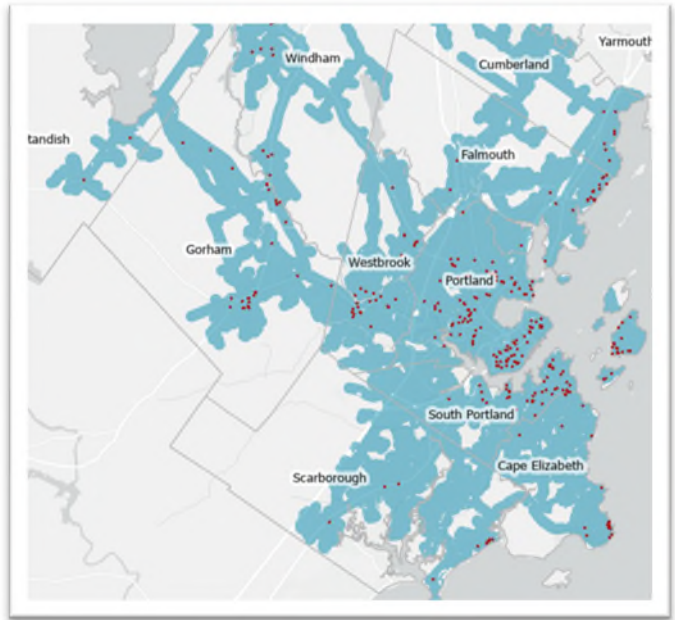 Yarmouth
Windham
Cumberland
tandish
Falmouth
Gorham
Westbrook
Portland
South Portland
Cape Elizabeth
Scarborough